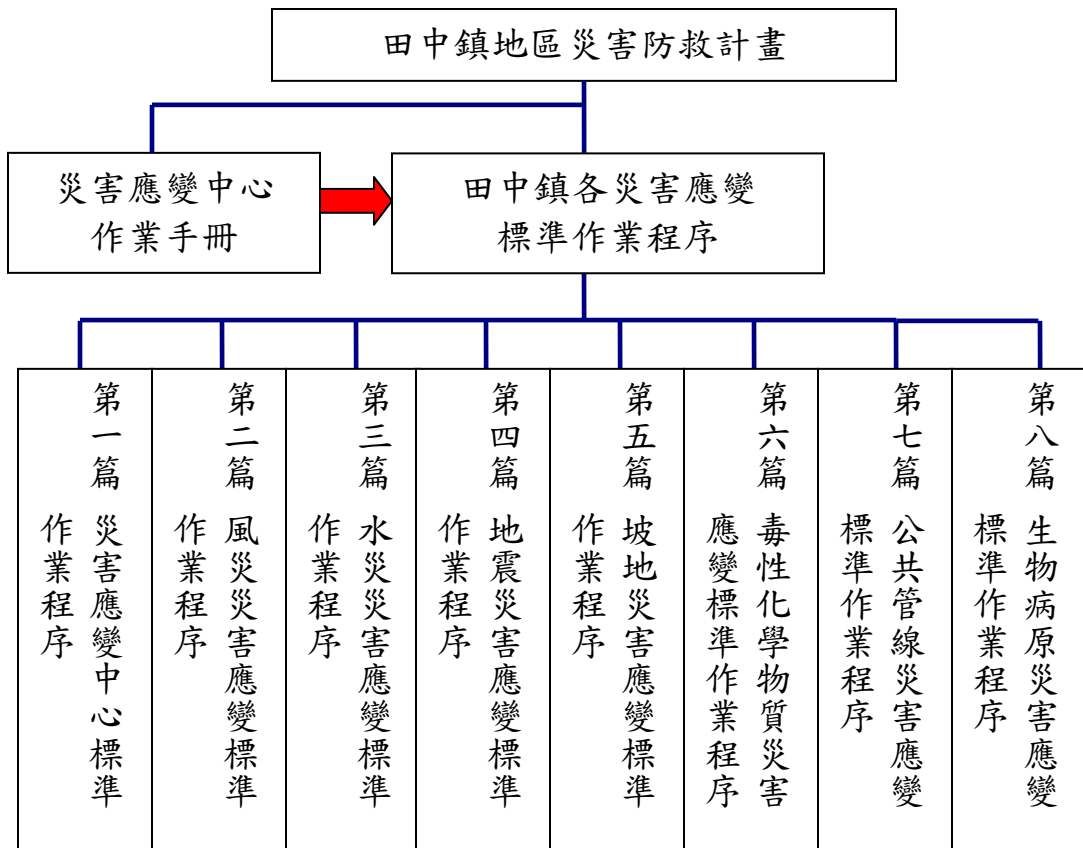 田中鎮地區災害防救計畫
災害應變中心
作業手冊
田中鎮各災害應變
標準作業程序
第一篇 災害應變中心標準
作業程序
第二篇 風災災害應變標準
作業程序
第三篇 水災災害應變標準
作業程序
第四篇 地震災害應變標準
作業程序
第五篇 坡地災害應變標準
作業程序
第六篇 毒性化學物質災害
應變標準作業程序
第七篇 公共管線災害應變
標準作業程序
第八篇 生物病原災害應變
標準作業程序